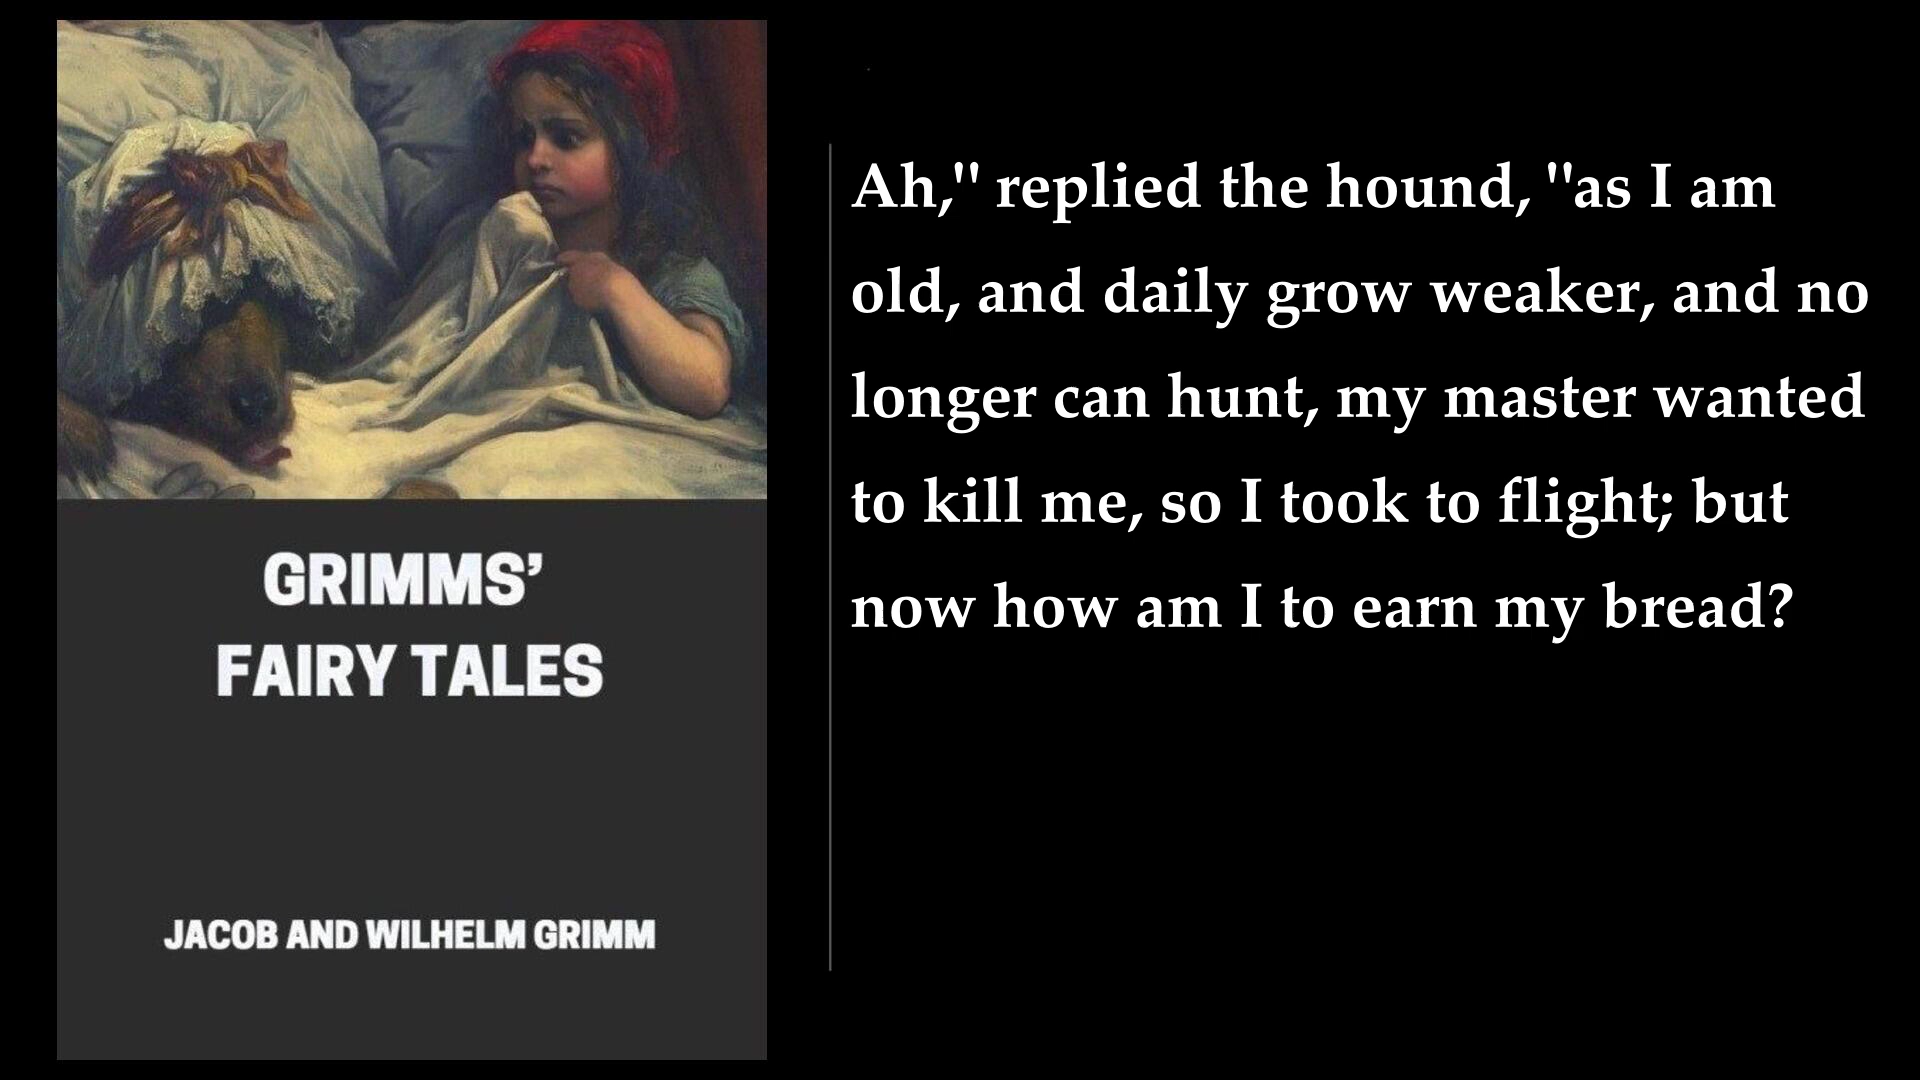 GRIMMS’
FAIRY TALES
JACOB AND WILHELM GRIMM
Ah," replied the hound, "as I am
old, and daily grow weaker, and no
longer can hunt, my master wanted
to kill me, so I took to flight; but
now how am I to earn my bread?